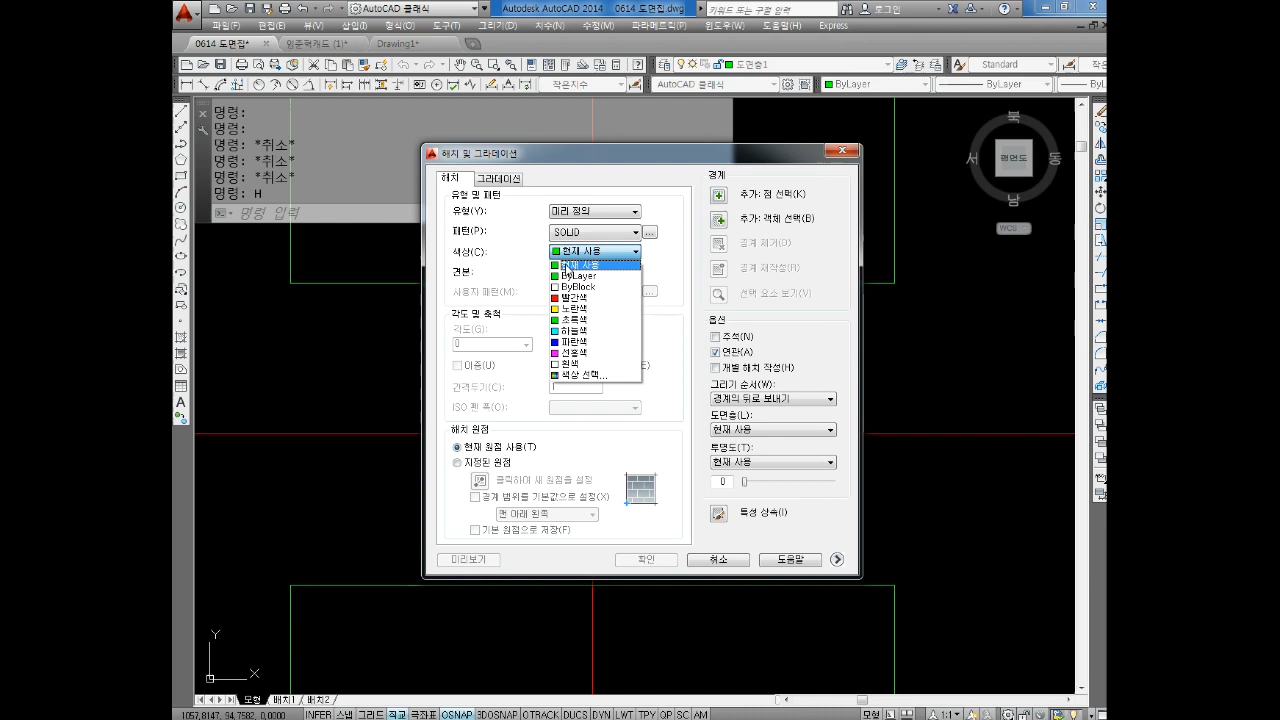 AutoCAD 클래식
Autodesk AutoCAD 2014
0614 도면집.dwg
키워드 또는 구절 입력
로그인
파일(F)
편집(E)
뷰(V)
삽입(I)
형식(O)
도구(T)
그리기(D)
치수(N)
수정(M)
파라메트릭(P)
윈도우(W)
도움말(H)
Express
0614 도면집*
임준혁캐드(1)*
Drawing1*
도면층1
Standard
작은치수
AutoCAD 클래식
ByLayer
ByLayer
ByLay
명령:
명령:
명령: *취소*
명령: *취소*
명령: *취소*
명령: H
명령 입력
북
서
평면도
동
남
WCS
해치 및 그라데이션
해치
그라데이션
유형 및 패턴
유형(Y):
미리 정의
패턴(P):
SOLID
색상(C):
현재 사용
견본:
사용자 패턴(M):
현재 사용
ByLayer
ByBlock
빨간색
노란색
초록색
하늘색
파란색
선홍색
흰색
색상 선택...
각도 및 축척
각도(G):
0
이중(U)
간격두기(C):
1
ISO 펜 폭(O):
해치 원점
현재 원점 사용(T)
지정된 원점
클릭하여 새 원점을 설정
경계 범위를 기본값으로 설정(X)
맨 아래 왼쪽
기본 원점으로 저장(F)
경계
추가: 점 선택(K)
추가: 객체 선택(B)
경계 제거(D)
경계 재작성(R)
선택 요소 보기(V)
옵션
주석(N)
연관(A)
개별 해치 작성(H)
그리기 순서(W):
경계의 뒤로 보내기
도면층(L):
현재 사용
투명도(T):
현재 사용
0
특성 상속(I)
미리보기
확인
취소
도움말
Y
X
모형
배치1
배치2
1057.8147, 94.7582, 0.0000
INFER
스냅
그리드
직교
극좌표
OSNAP
3DOSNAP
OTRACK
DUCS
DYN
LWT
TPY
QP
SC
AM
모형
1:1